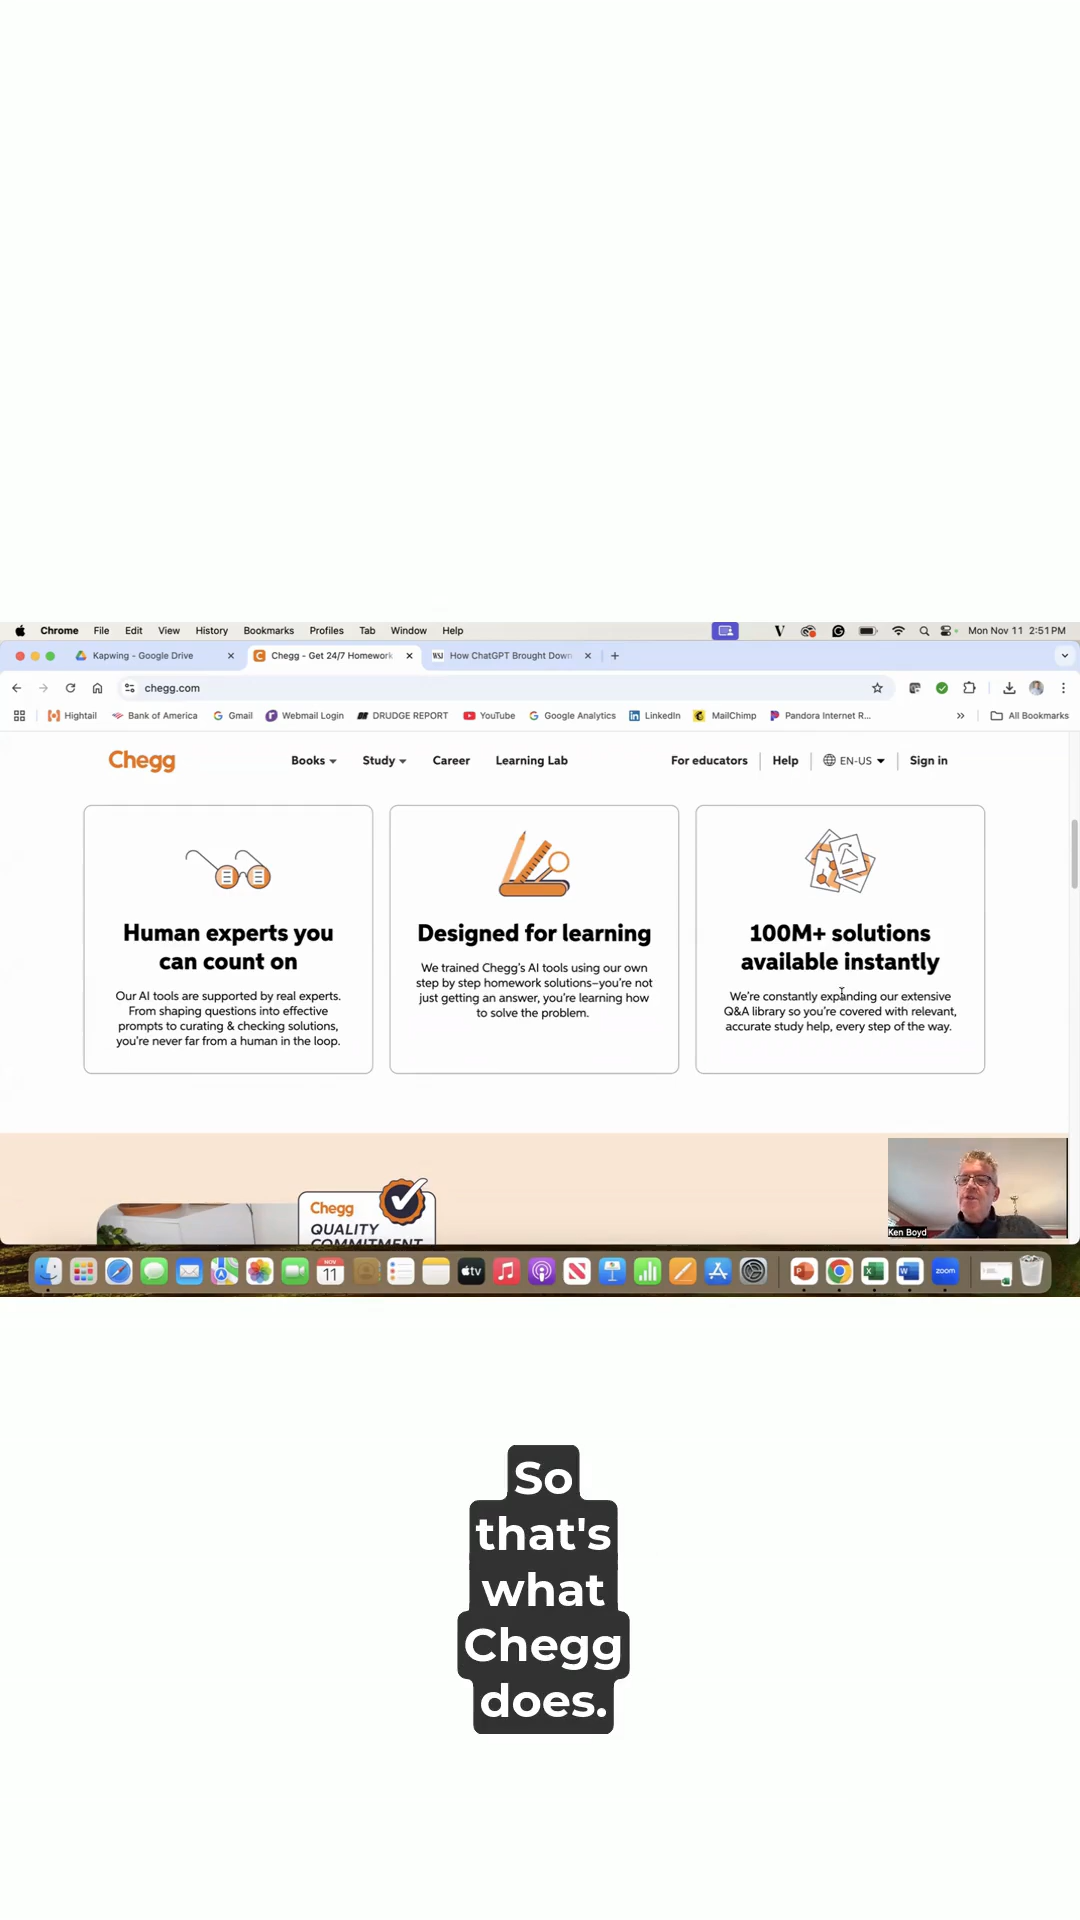 Chrome File Edit View History Bookmarks Profiles Tab Window Help V Mon Nov 11 2:51 PM
Kapwing - Google Drive Chegg - Get 24/7 Homework WSJ How ChatGPT Brought Down
chegg.com
Hightail Bank of America Gmail Webmail Login DRUDGE REPORT YouTube Google Analytics LinkedIn MailChimp Pandora Internet R... » All Bookmarks
Chegg Books Study Career Learning Lab For educators Help EN-US Sign in
Human experts you
can count on
Our AI tools are supported by real experts.
From shaping questions into effective
prompts to curating & checking solutions,
you're never far from a human in the loop.
Designed for learning
We trained Chegg's AI tools using our own
step by step homework solutions–you're not
just getting an answer, you're learning how
to solve the problem.
100M+ solutions
available instantly
We're constantly expanding our extensive
Q&A library so you're covered with relevant,
accurate study help, every step of the way.
Chegg
QUALITY
COMMITMENT
Ken Boyd
NOV
11
tv
zoom
So
that's
what
Chegg
does.